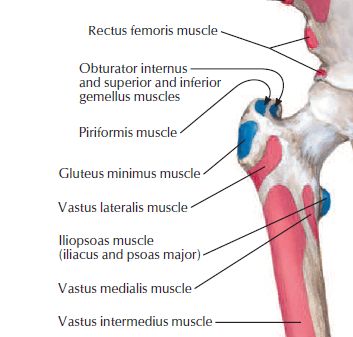 Rectus femoris muscle
Obturator internus
and superior and inferior
gemellus muscles
Piriformis muscle
Gluteus minimus muscle
Vastus lateralis muscle
Iliopsoas muscle
(iliacus and psoas major)
Vastus medialis muscle
Vastus intermedius muscle